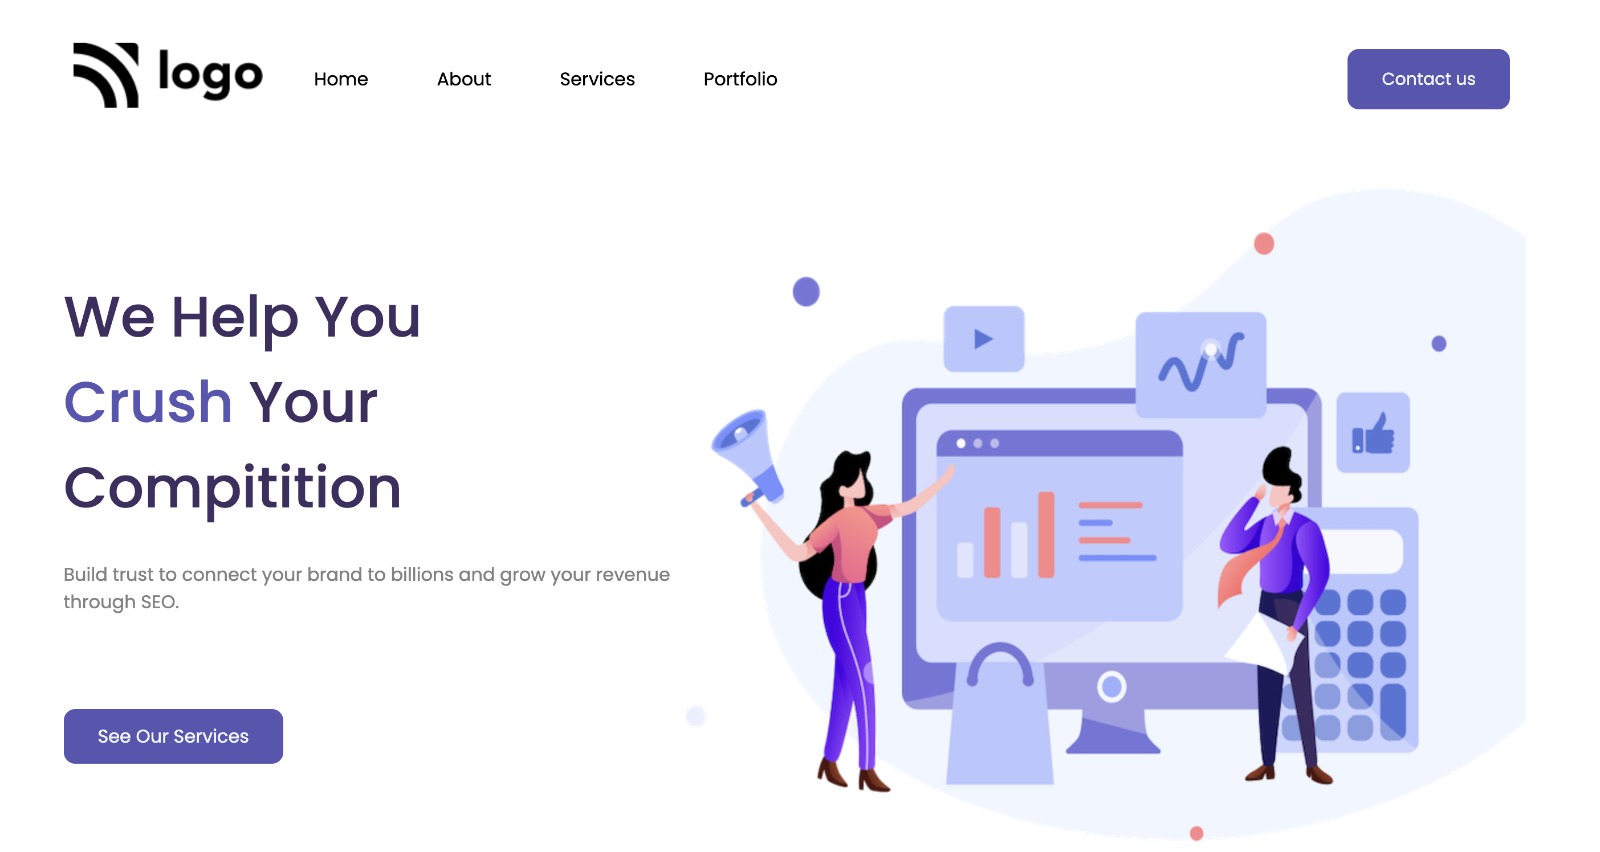 logo
Home
About
Services
Portfolio
Contact us
We Help You
Crush Your
Compitition
Build trust to connect your brand to billions and grow your revenue
through SEO.
See Our Services